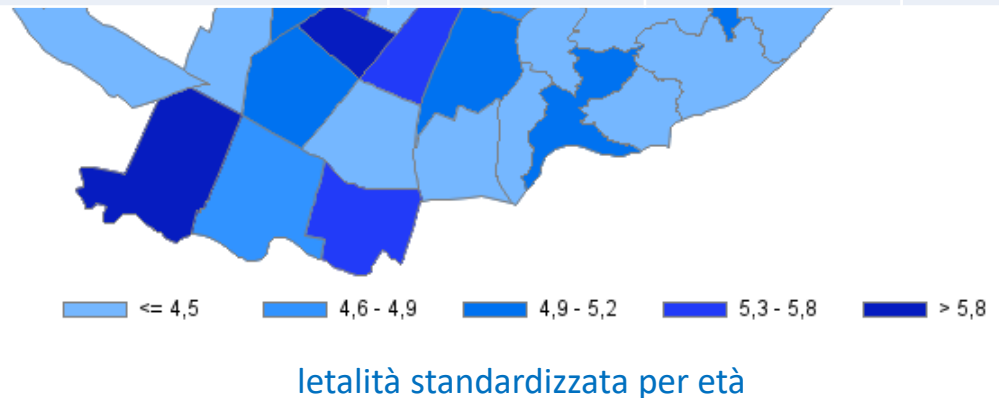 <= 4,5 4,6 - 4,9 4,9 - 5,2 5,3 - 5,8 > 5,8
letalità standardizzata per età